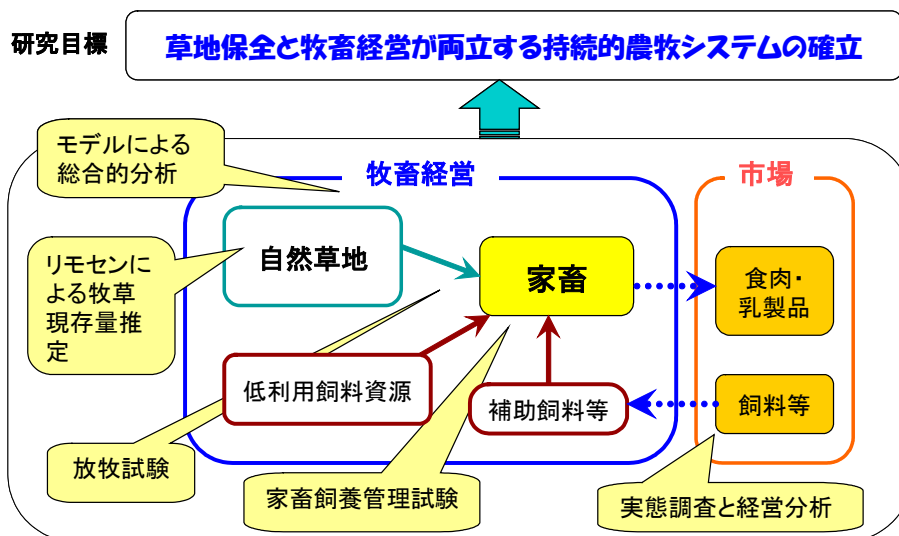 研究目標
草地保全と牧畜経営が両立する持続的農牧システムの確立
モデルによる
総合的分析
牧畜経営
市場
リモセンに
よる牧草
現存量推
定
自然草地
家畜
食肉・
乳製品
低利用飼料資源
補助飼料等
飼料等
放牧試験
家畜飼養管理試験
実態調査と経営分析